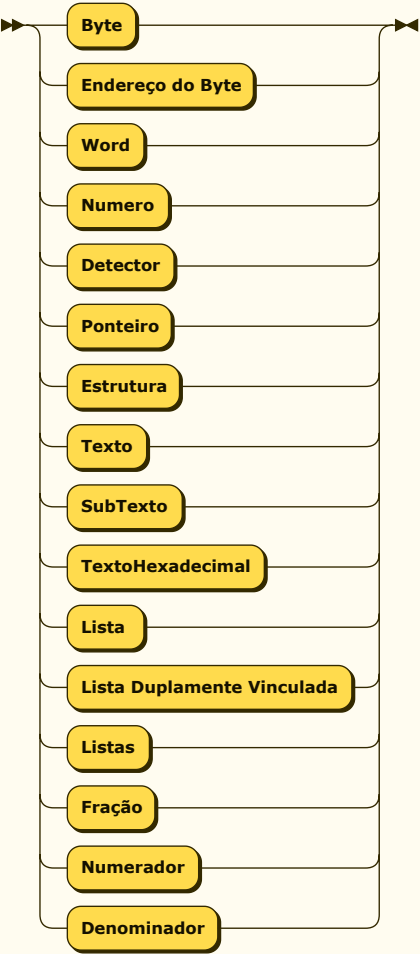 Byte
Endereço do Byte
Word
Numero
Detector
Ponteiro
Estrutura
Texto
SubTexto
TextoHexadecimal
Lista
Lista Duplamente Vinculada
Listas
Fração
Numerador
Denominador